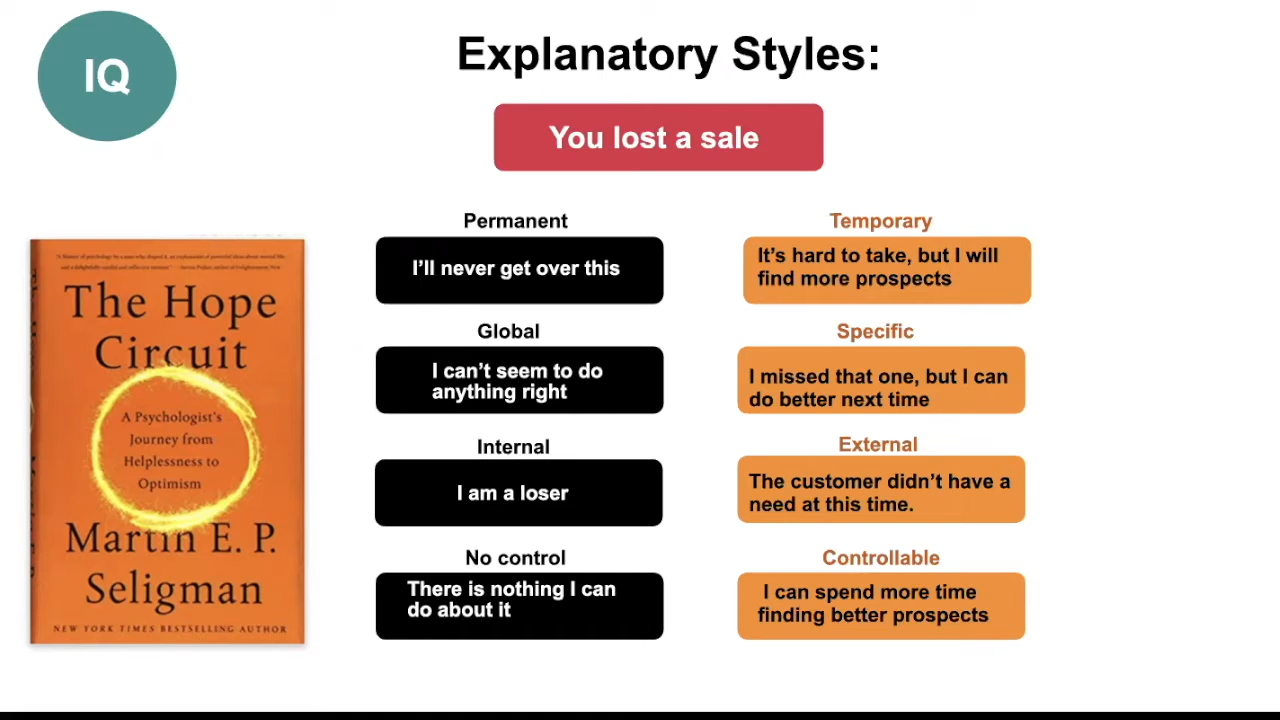 IQ
Explanatory Styles:
You lost a sale
Permanent
I'll never get over this
Temporary
It's hard to take, but I will
find more prospects
Global
I can't seem to do
anything right
Specific
I missed that one, but I can
do better next time
Internal
I am a loser
External
The customer didn't have a
need at this time.
No control
There is nothing I can
do about it
Controllable
I can spend more time
finding better prospects
The Hope
Circuit
A Psychologist's
Journey from
Helplessness to
Optimism
Martin E. P.
Seligman
NEW YORK TIMES BESTSELLING AUTHOR